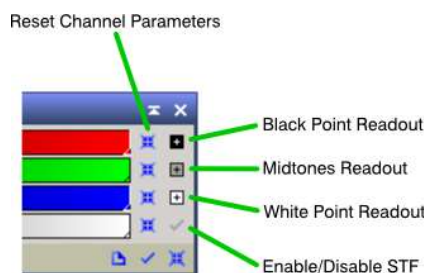 Reset Channel Parameters
Black Point Readout
Midtones Readout
White Point Readout
Enable/Disable STF